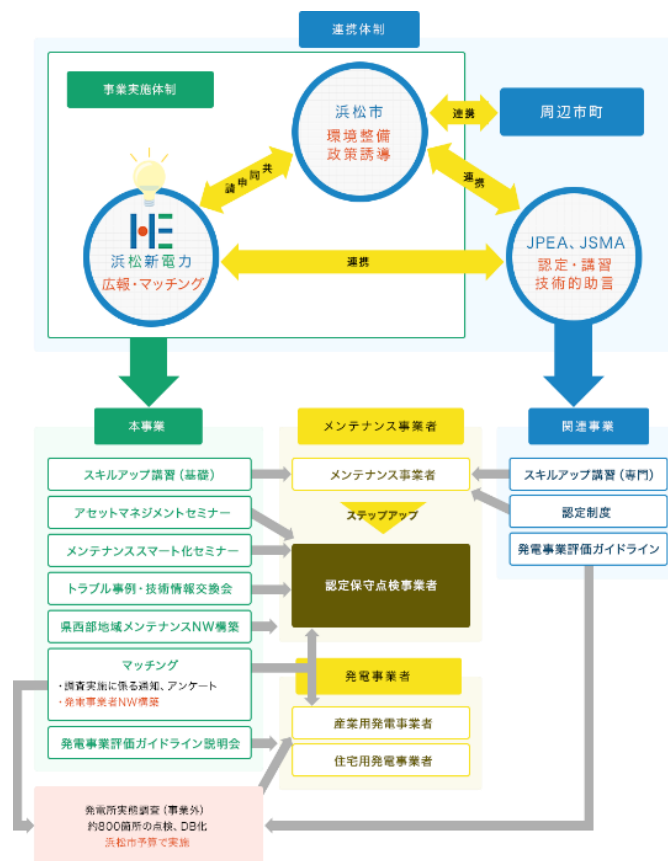 連携体制
事業実施体制
浜松市
環境整備
政策誘導
連携
周辺市町
共同申請
連携
HE
浜松新電力
広報・マッチング
連携
JPEA、JSMA
認定・講習
技術的助言
本事業
メンテナンス事業者
関連事業
スキルアップ講習(基礎)
メンテナンス事業者
スキルアップ講習(専門)
アセットマネジメントセミナー
ステップアップ
認定制度
メンテナンススマート化セミナー
認定保守点検事業者
発電事業評価ガイドライン
トラブル事例・技術情報交換会
県西部地域メンテナンスNW構築
マッチング
・調査実施に係る通知、アンケート
・発電事業者NW構築
発電事業者
産業用発電事業者
発電事業評価ガイドライン説明会
住宅用発電事業者
発電所実態調査(事業外)
約800箇所の点検、DB化
浜松市予算で実施